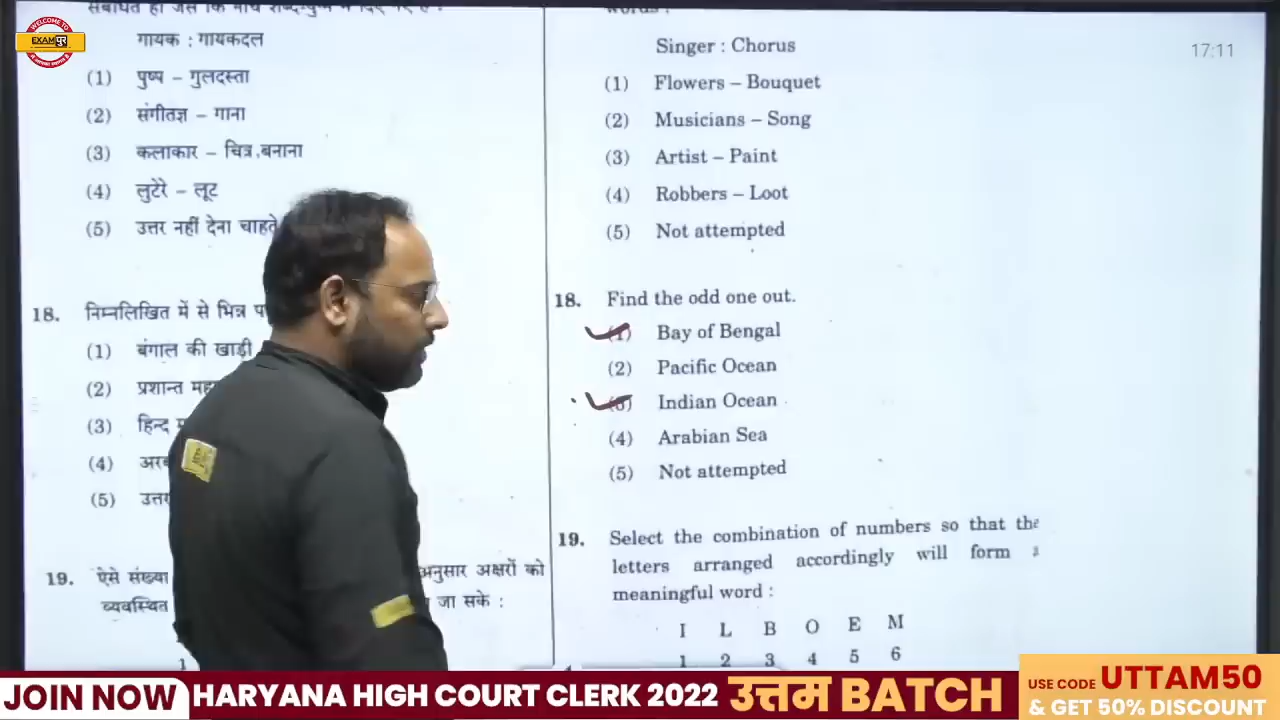 WELCOME TO
EXAMपुर
गायक : गायकदल
(1) पुष्प – गुलदस्ता
(2) संगीतज्ञ – गाना
(3) कलाकार – चित्र बनाना
(4) लुटेरे – लूट
(5) उत्तर नहीं देना चाहते
18. निम्नलिखित में से भिन्न
(1) बंगाल की खाड़ी
(2) प्रशान्त
(3) हिन्द
(4)
(5)
19. ऐसे
अनुसार अक्षरों को
व्यवस्थित
जा सके :
1
words :
Singer : Chorus
17:11
(1) Flowers – Bouquet
(2) Musicians – Song
(3) Artist – Paint
(4) Robbers – Loot
(5) Not attempted
18. Find the odd one out.
(1) Bay of Bengal
(2) Pacific Ocean
(3) Indian Ocean
(4) Arabian Sea
(5) Not attempted
19. Select the combination of numbers so that the
letters arranged accordingly will form a
meaningful word :
I L B O E M
1 2 3 4 5 6
JOIN NOW HARYANA HIGH COURT CLERK 2022 उत्तम BATCH
USE CODE UTTAM50
& GET 50% DISCOUNT